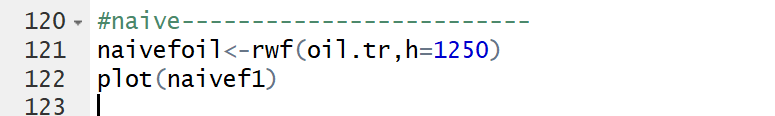 120 #naive-------------------------
121 naivefoil<-rwf(oil.tr,h=1250)
122 plot(naivef1)
123